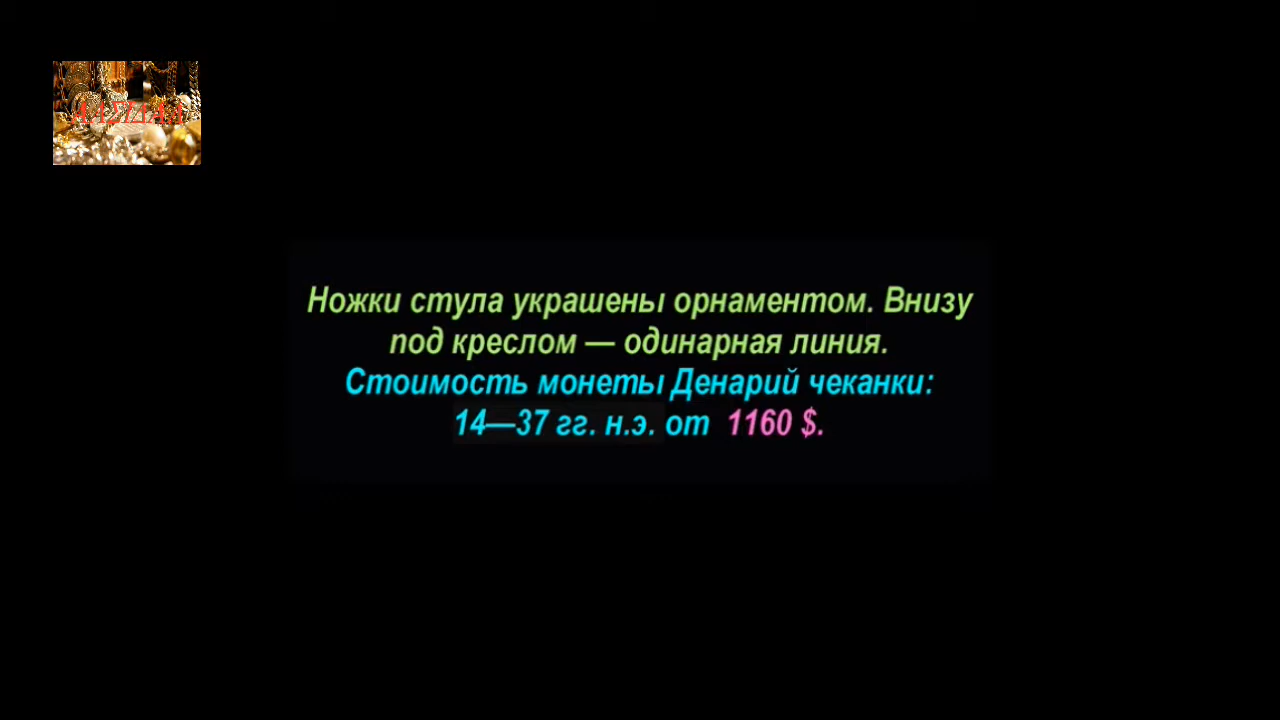 Ножки стула украшены орнаментом. Внизу
под креслом — одинарная линия.
Стоимость монеты Денарий чеканки:
14—37 гг. н.э. от 1160 $.